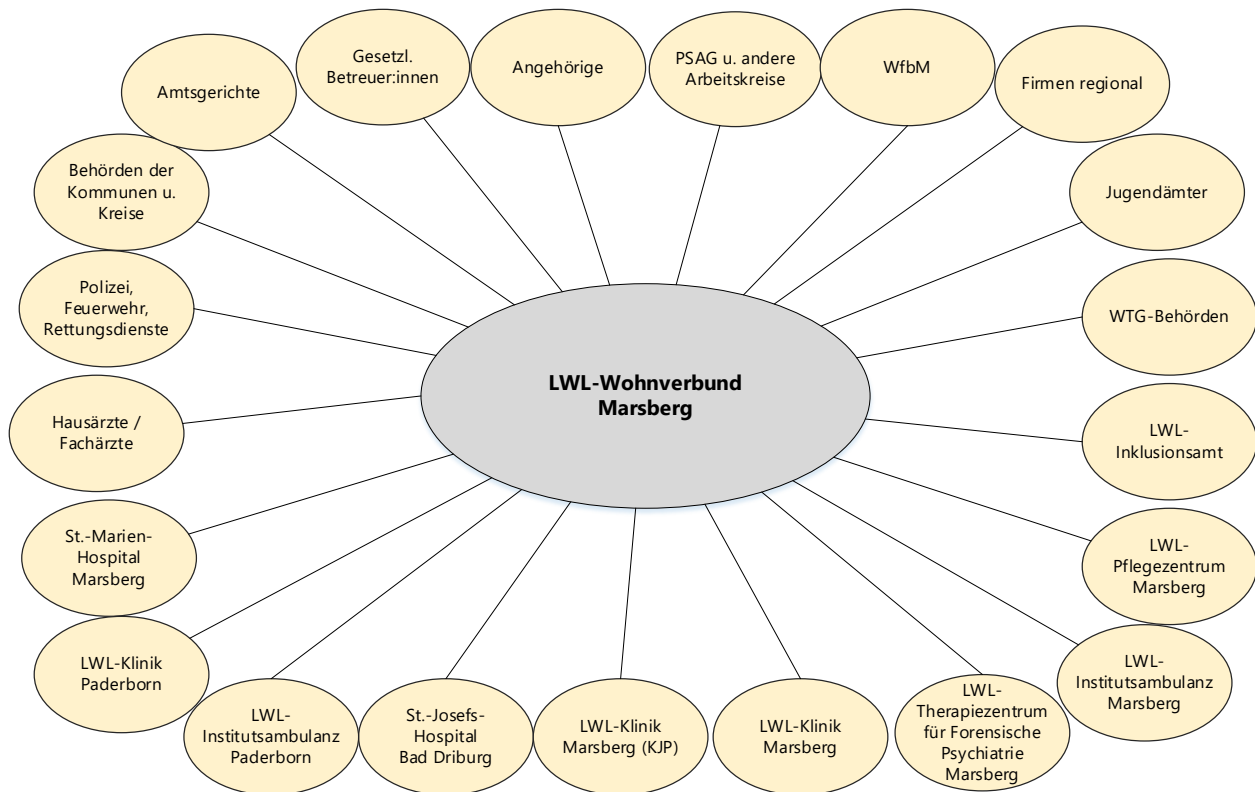 Gesetzl.
Betreuer:innen
Angehörige
PSAG u. andere
Arbeitskreise
WfbM
Firmen regional
Amtsgerichte
Behörden der
Kommunen u.
Kreise
Jugendämter
Polizei,
Feuerwehr,
Rettungsdienste
WTG-Behörden
LWL-Wohnverbund
Marsberg
Hausärzte /
Fachärzte
LWL-
Inklusionsamt
St.-Marien-
Hospital
Marsberg
LWL-
Pflegezentrum
Marsberg
LWL-Klinik
Paderborn
LWL-
Institutsambulanz
Marsberg
LWL-
Institutsambulanz
Paderborn
St.-Josefs-
Hospital
Bad Driburg
LWL-Klinik
Marsberg (KJP)
LWL-Klinik
Marsberg
LWL-
Therapiezentrum
für Forensische
Psychiatrie
Marsberg